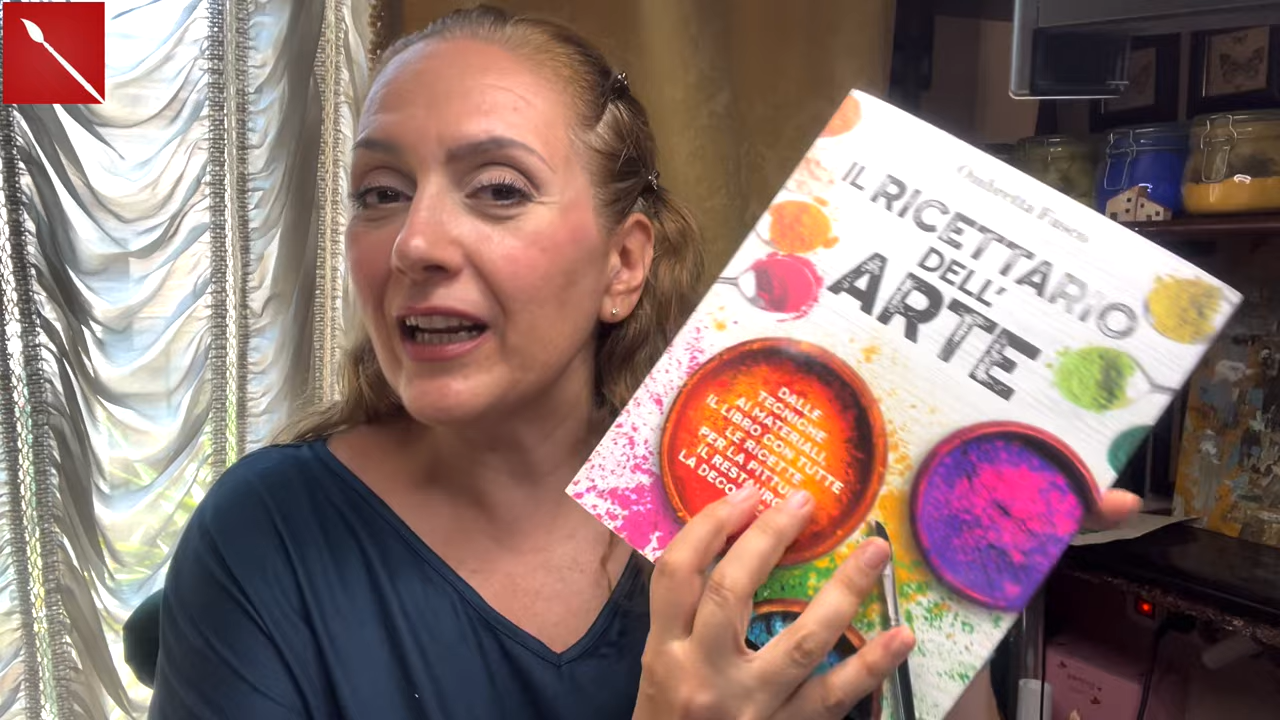 Ombretta Fusco
IL RICETTARIO
DELL'
ARTE
DALLE
TECNICHE
AI MATERIALI,
IL LIBRO CON TUTTE
LE RICETTE
PER LA PITTU
IL RESTAURO
LA DECO